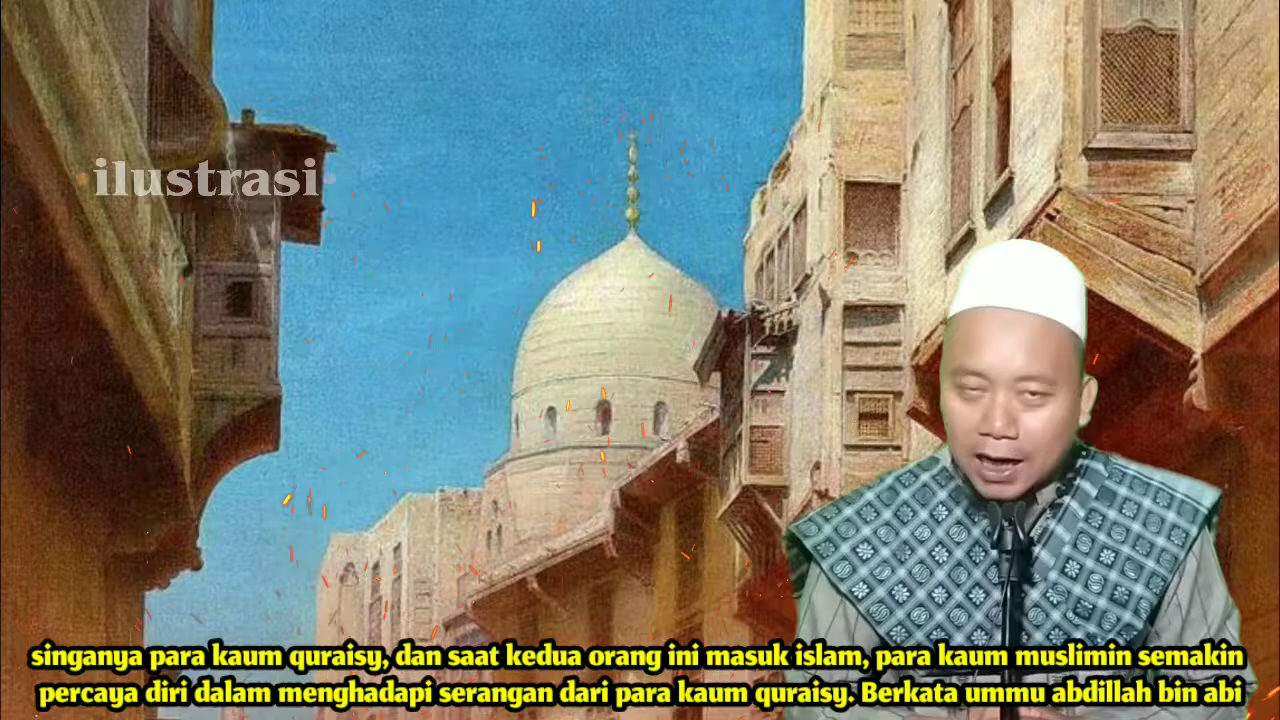 ilustrasi
singanya para kaum quraisy, dan saat kedua orang ini masuk islam, para kaum muslimin semakin
percaya diri dalam menghadapi serangan dari para kaum quraisy. Berkata ummu abdillah bin abi